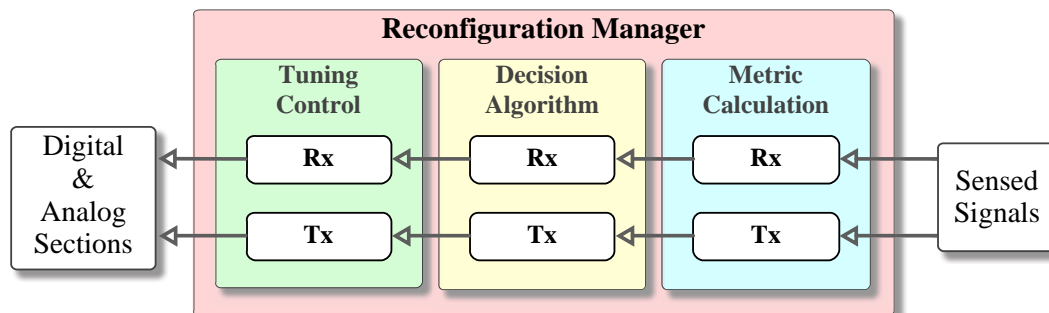 Reconfiguration Manager
Tuning
Control
Decision
Algorithm
Metric
Calculation
Digital
&
Analog
Sections
Rx
Rx
Rx
Tx
Tx
Tx
Sensed
Signals